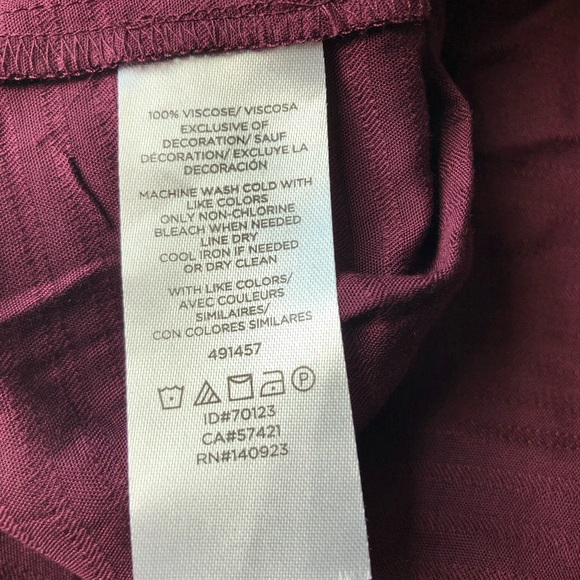 100% VISCOSE/ VISCOSA
EXCLUSIVE OF
DECORATION/ SAUF
DÉCORATION/ EXCLUYE LA
DECORACIÓN
MACHINE WASH COLD WITH
LIKE COLORS
ONLY NON-CHLORINE
BLEACH WHEN NEEDED
LINE DRY
COOL IRON IF NEEDED
OR DRY CLEAN
WITH LIKE COLORS/
AVEC COULEURS
SIMILAIRES/
CON COLORES SIMILARES
491457
P
ID#70123
CA#57421
RN#140923